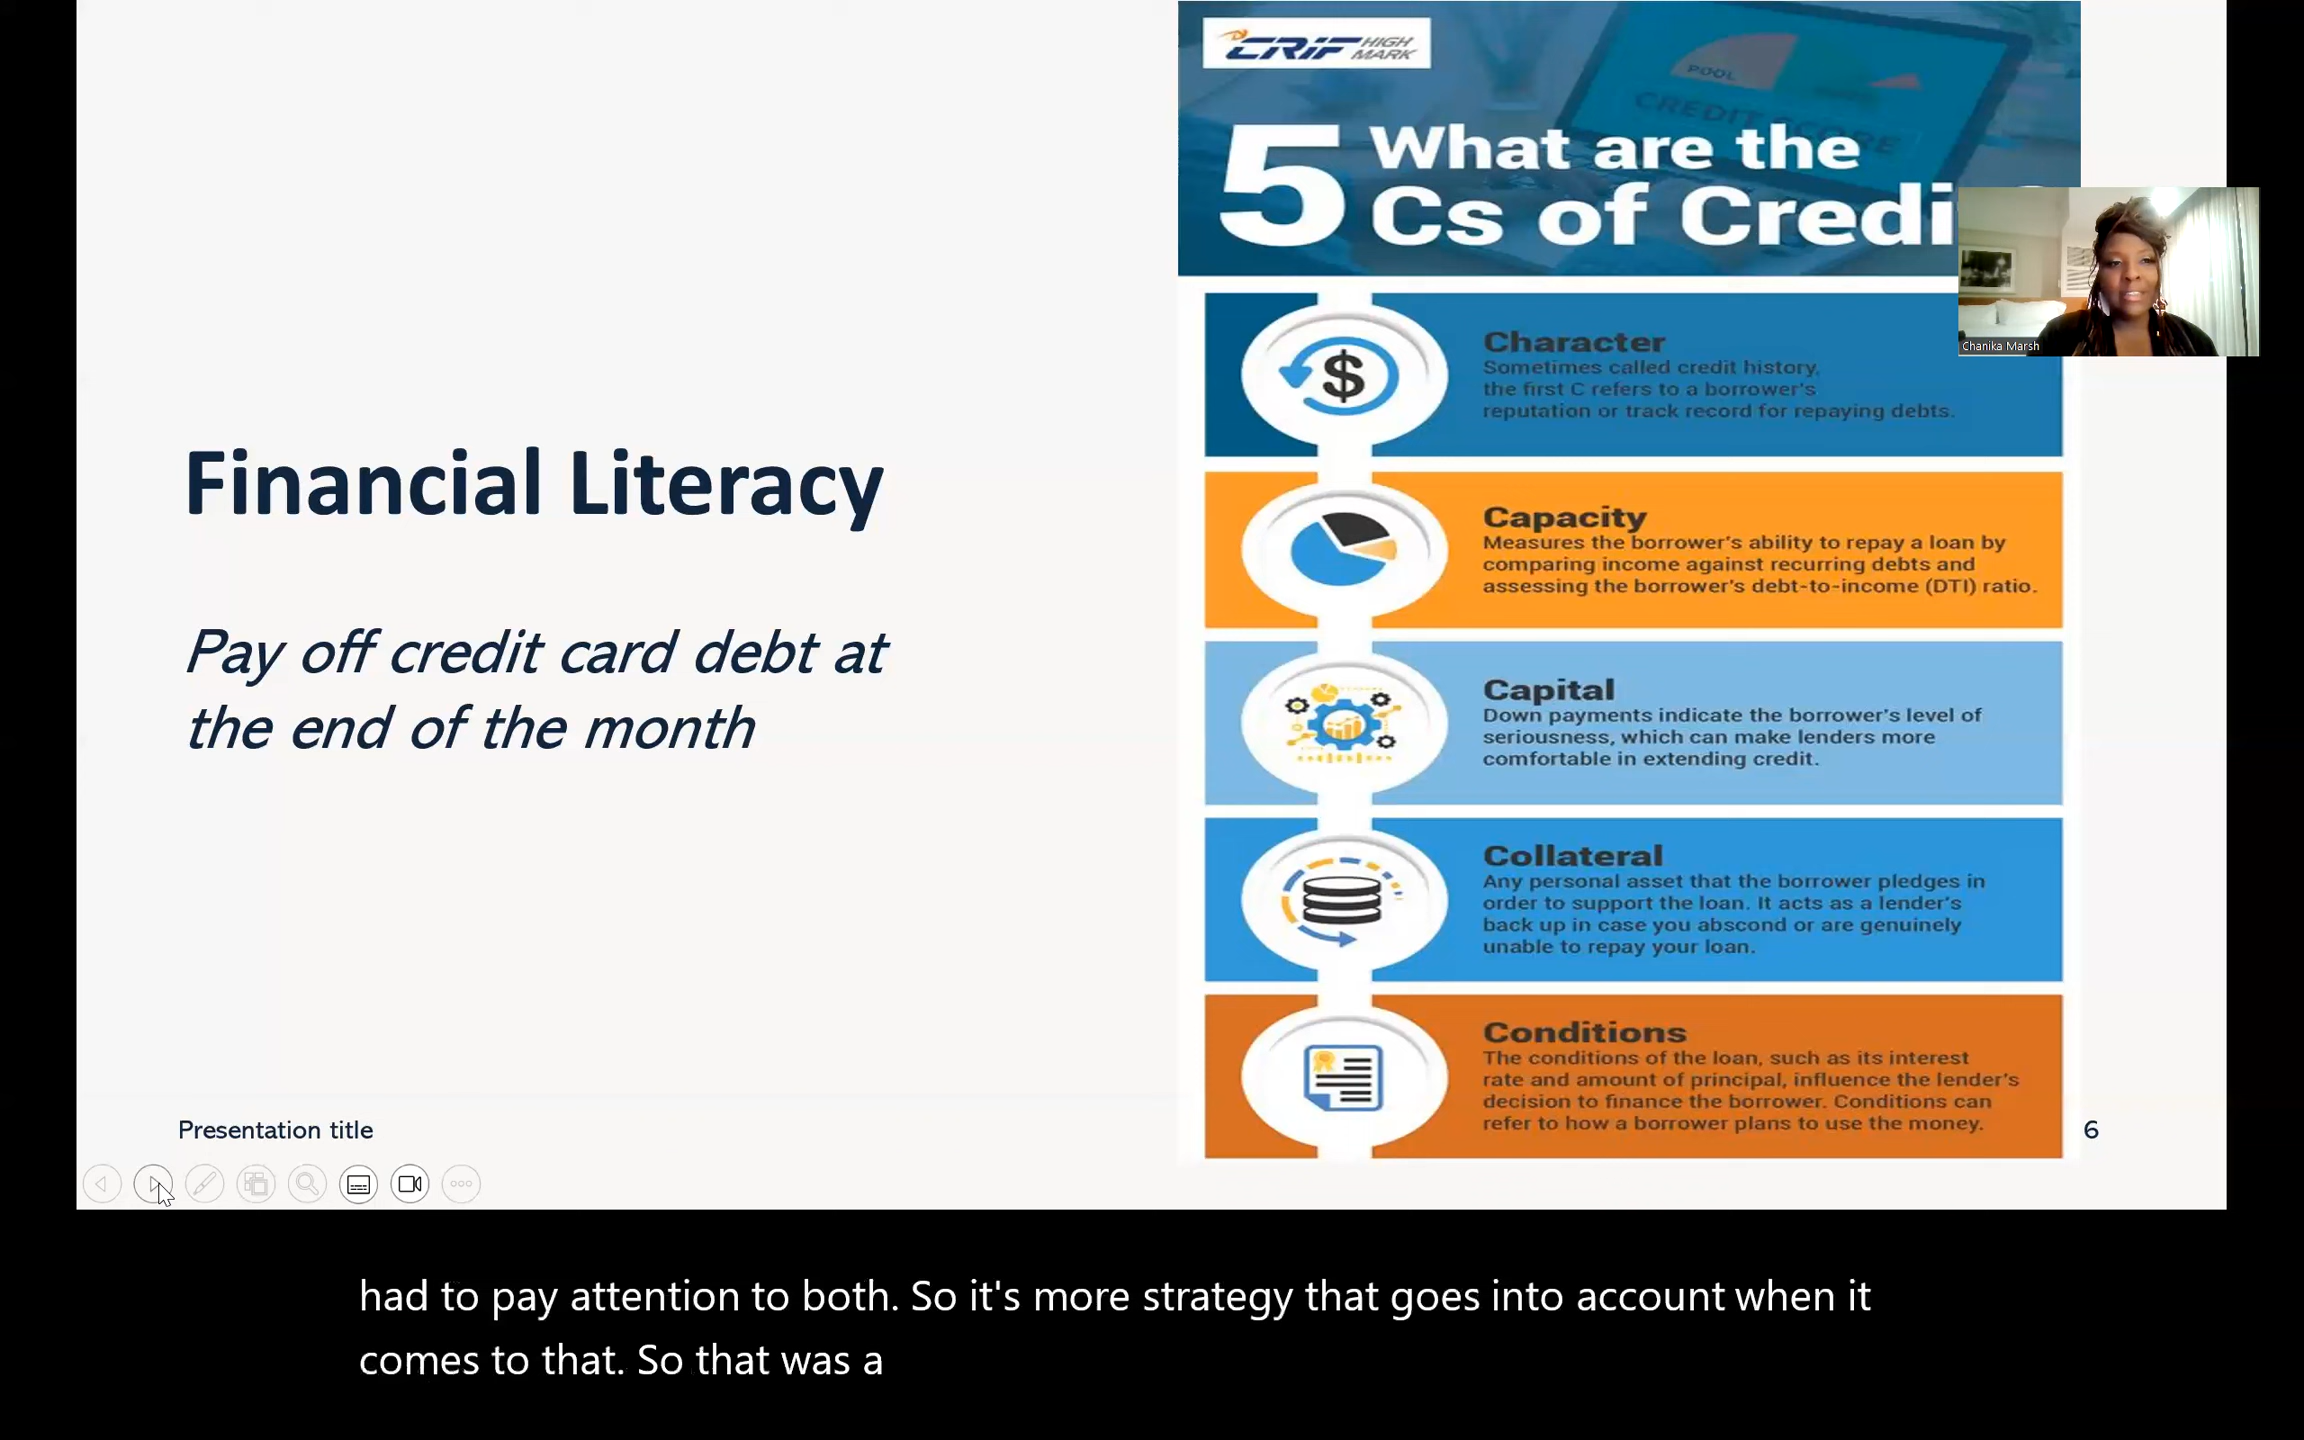 Financial Literacy
Pay off credit card debt at
the end of the month
Presentation title
CRIF HIGH
MARK
POOL
CREDIT SCORE
5 What are the
Cs of Credi
Character
Sometimes called credit history,
the first C refers to a borrower's
reputation or track record for repaying debts.
Capacity
Measures the borrower's ability to repay a loan by
comparing income against recurring debts and
assessing the borrower's debt-to-income (DTI) ratio.
Capital
Down payments indicate the borrower's level of
seriousness, which can make lenders more
comfortable in extending credit.
Collateral
Any personal asset that the borrower pledges in
order to support the loan. It acts as a lender's
back up in case you abscond or are genuinely
unable to repay your loan.
Conditions
The conditions of the loan, such as its interest
rate and amount of principal, influence the lender's
decision to finance the borrower. Conditions can
refer to how a borrower plans to use the money.
6
Chanika Marsh
had to pay attention to both. So it's more strategy that goes into account when it
comes to that. So that was a